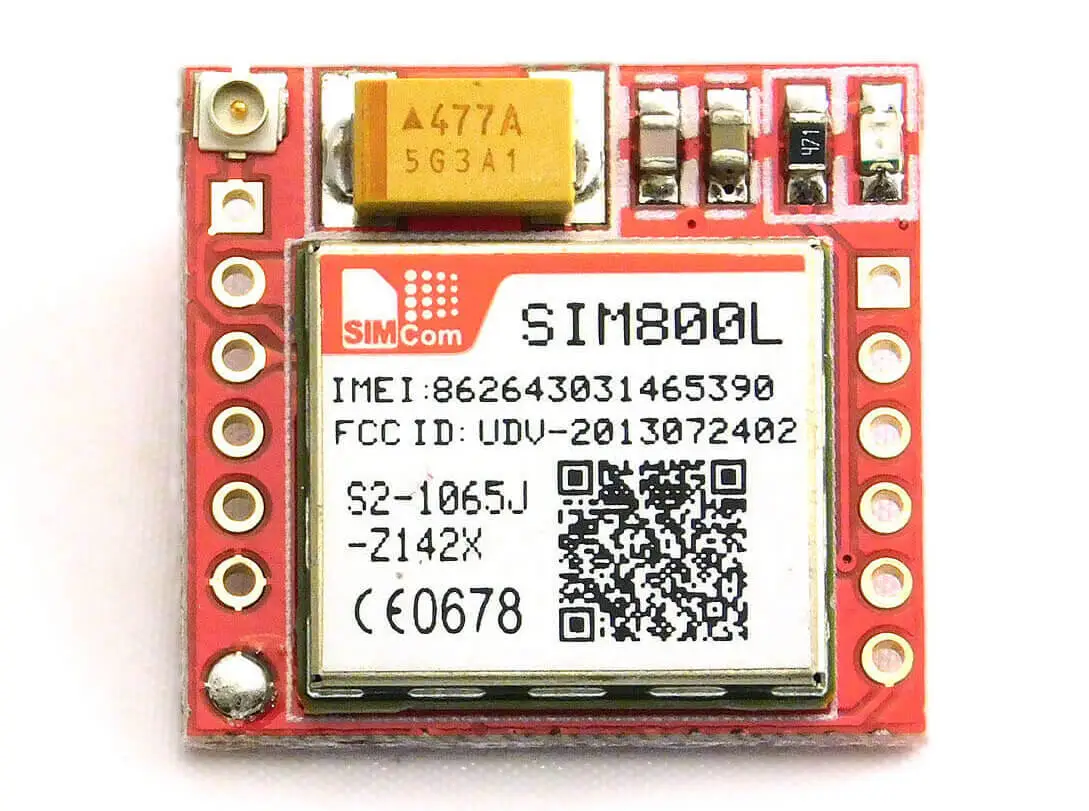 ▲477A
5G3A1
471
SIMCom
SIM800L
IMEI:862643031465390
FCC ID: UDV-2013072402
S2-1065J
-Z142X
CE0678